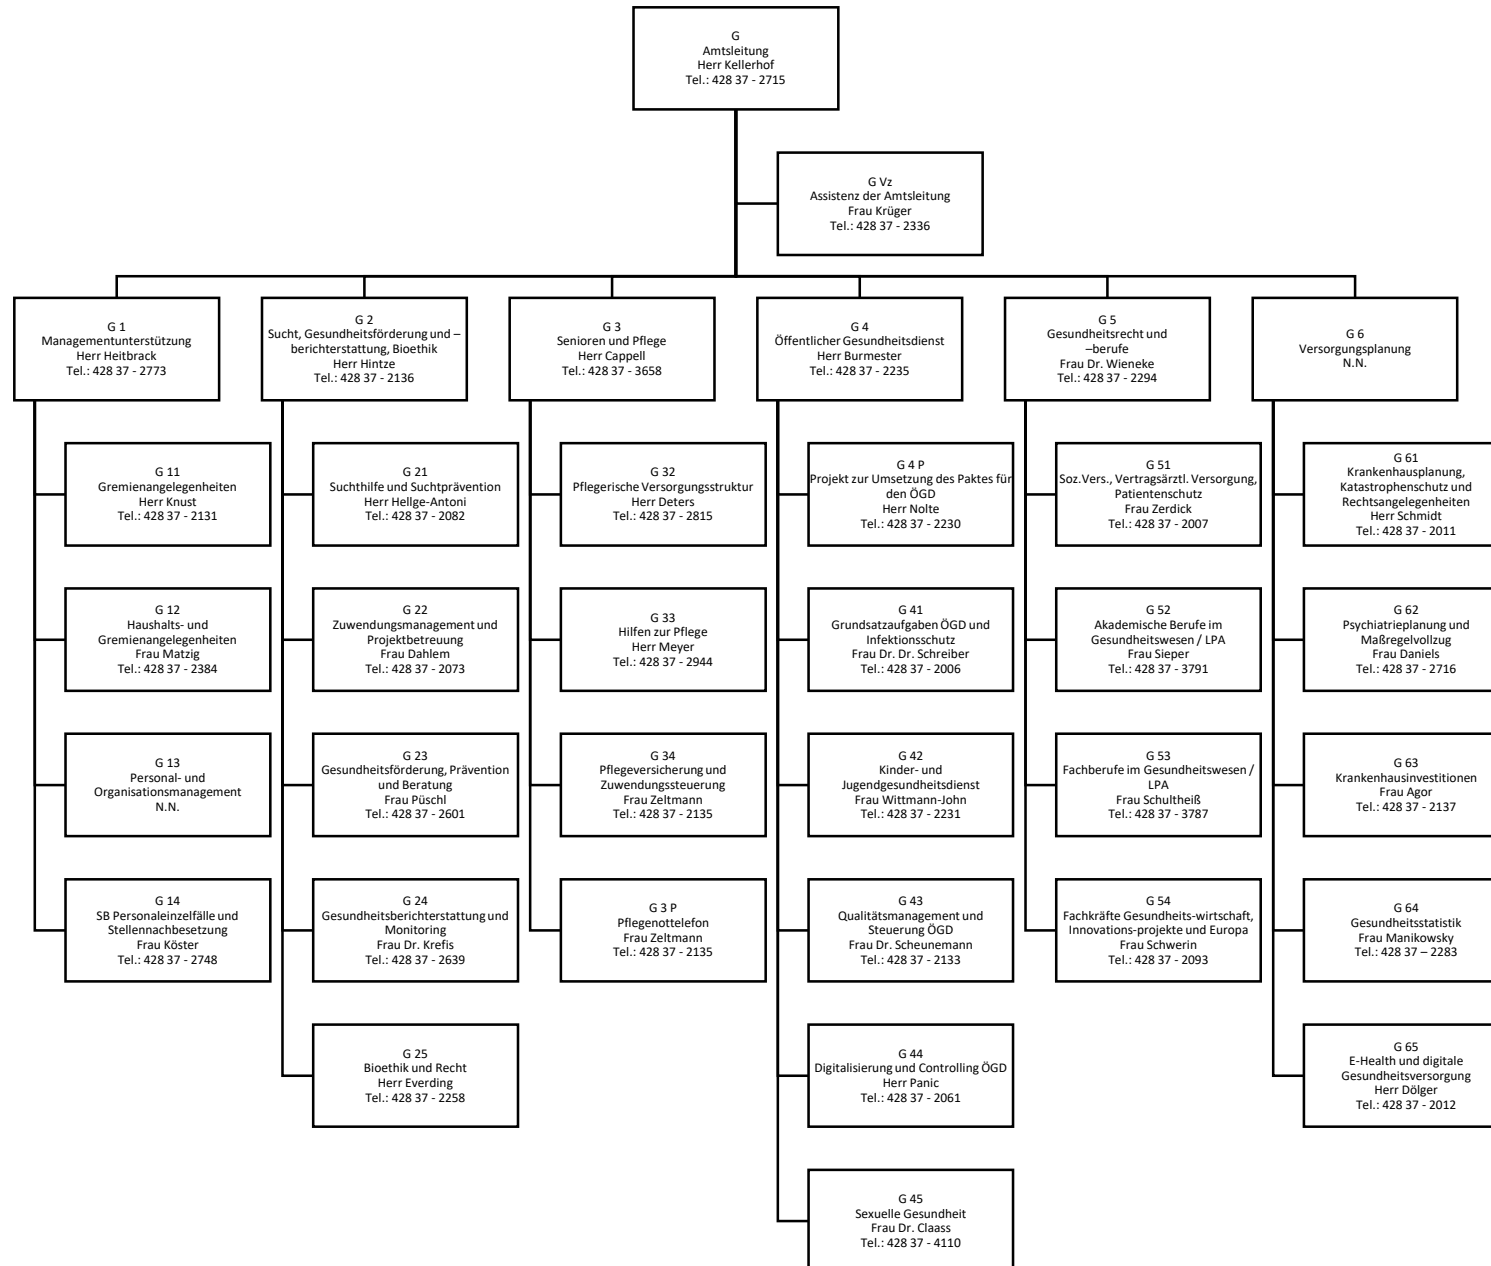 G
Amtsleitung
Herr Kellerhof
Tel.: 428 37 - 2715
G Vz
Assistenz der Amtsleitung
Frau Krüger
Tel.: 428 37 - 2336
G 1
Managementunterstützung
Herr Heitbrack
Tel.: 428 37 - 2773
G 2
Sucht, Gesundheitsförderung und –
berichterstattung, Bioethik
Herr Hintze
Tel.: 428 37 - 2136
G 3
Senioren und Pflege
Herr Cappell
Tel.: 428 37 - 3658
G 4
Öffentlicher Gesundheitsdienst
Herr Burmester
Tel.: 428 37 - 2235
G 5
Gesundheitsrecht und
–berufe
Frau Dr. Wieneke
Tel.: 428 37 - 2294
G 6
Versorgungsplanung
N.N.
G 11
Gremienangelegenheiten
Herr Knust
Tel.: 428 37 - 2131
G 12
Haushalts- und
Gremienangelegenheiten
Frau Matzig
Tel.: 428 37 - 2384
G 13
Personal- und
Organisationsmanagement
N.N.
G 14
SB Personaleinzelfälle und
Stellennachbesetzung
Frau Köster
Tel.: 428 37 - 2748
G 21
Suchthilfe und Suchtprävention
Herr Hellge-Antoni
Tel.: 428 37 - 2082
G 22
Zuwendungsmanagement und
Projektbetreuung
Frau Dahlem
Tel.: 428 37 - 2073
G 23
Gesundheitsförderung, Prävention
und Beratung
Frau Püschl
Tel.: 428 37 - 2601
G 24
Gesundheitsberichterstattung und
Monitoring
Frau Dr. Krefis
Tel.: 428 37 - 2639
G 25
Bioethik und Recht
Herr Everding
Tel.: 428 37 - 2258
G 32
Pflegerische Versorgungsstruktur
Herr Deters
Tel.: 428 37 - 2815
G 33
Hilfen zur Pflege
Herr Meyer
Tel.: 428 37 - 2944
G 34
Pflegeversicherung und
Zuwendungssteuerung
Frau Zeltmann
Tel.: 428 37 - 2135
G 3 P
Pflegenottelefon
Frau Zeltmann
Tel.: 428 37 - 2135
G 4 P
Projekt zur Umsetzung des Paktes für
den ÖGD
Herr Nolte
Tel.: 428 37 - 2230
G 41
Grundsatzaufgaben ÖGD und
Infektionsschutz
Frau Dr. Dr. Schreiber
Tel.: 428 37 - 2006
G 42
Kinder- und
Jugendgesundheitsdienst
Frau Wittmann-John
Tel.: 428 37 - 2231
G 43
Qualitätsmanagement und
Steuerung ÖGD
Frau Dr. Scheunemann
Tel.: 428 37 - 2133
G 44
Digitalisierung und Controlling ÖGD
Herr Panic
Tel.: 428 37 - 2061
G 45
Sexuelle Gesundheit
Frau Dr. Claass
Tel.: 428 37 - 4110
G 51
Soz.Vers., Vertragsärztl. Versorgung,
Patientenschutz
Frau Zerdick
Tel.: 428 37 - 2007
G 52
Akademische Berufe im
Gesundheitswesen / LPA
Frau Sieper
Tel.: 428 37 - 3791
G 53
Fachberufe im Gesundheitswesen /
LPA
Frau Schultheiß
Tel.: 428 37 - 3787
G 54
Fachkräfte Gesundheits-wirtschaft,
Innovations-projekte und Europa
Frau Schwerin
Tel.: 428 37 - 2093
G 61
Krankenhausplanung,
Katastrophenschutz und
Rechtsangelegenheiten
Herr Schmidt
Tel.: 428 37 - 2011
G 62
Psychiatrieplanung und
Maßregelvollzug
Frau Daniels
Tel.: 428 37 - 2716
G 63
Krankenhausinvestitionen
Frau Agor
Tel.: 428 37 - 2137
G 64
Gesundheitsstatistik
Frau Manikowsky
Tel.: 428 37 – 2283
G 65
E-Health und digitale
Gesundheitsversorgung
Herr Dölger
Tel.: 428 37 - 2012